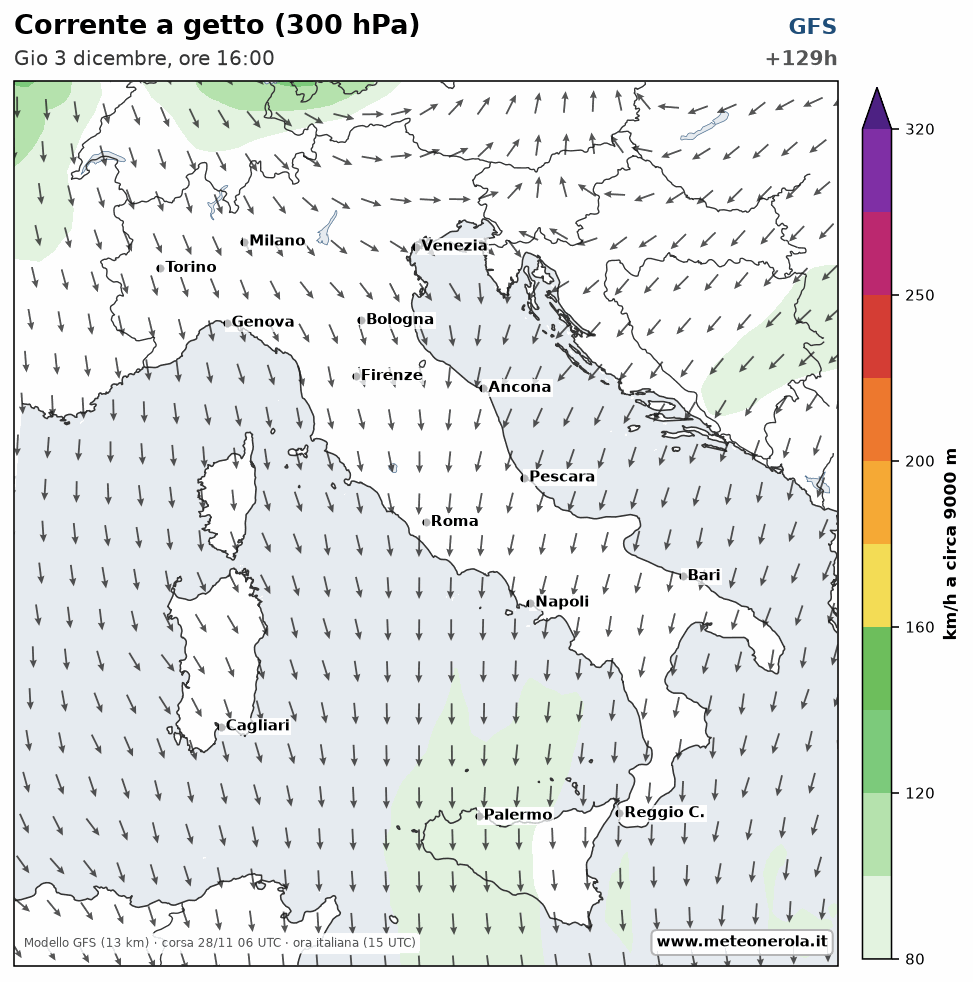 Corrente a getto (300 hPa)
GFS
Gio 3 dicembre, ore 16:00
+129h
320
250
200
160
120
80
km/h a circa 9000 m
Milano
Venezia
Torino
Genova
Bologna
Firenze
Ancona
Pescara
Roma
Bari
Napoli
Cagliari
Palermo
Reggio C.
Modello GFS (13 km) · corsa 28/11 06 UTC · ora italiana (15 UTC)
www.meteonerola.it